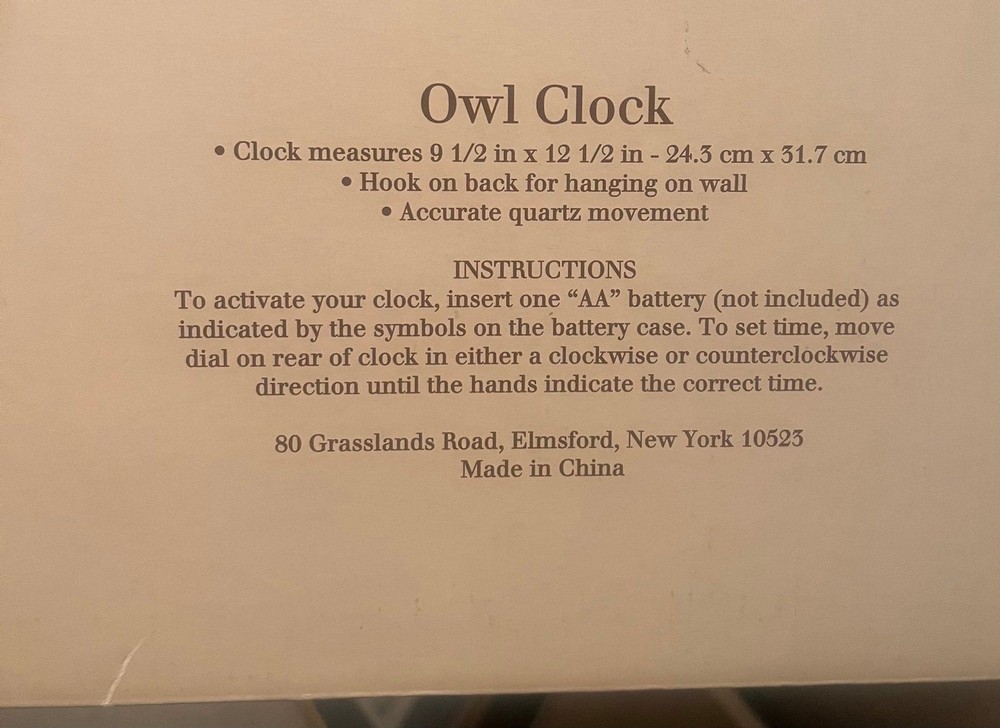 Owl Clock
• Clock measures 9 1/2 in x 12 1/2 in - 24.3 cm x 31.7 cm
• Hook on back for hanging on wall
• Accurate quartz movement
INSTRUCTIONS
To activate your clock, insert one “AA” battery (not included) as
indicated by the symbols on the battery case. To set time, move
dial on rear of clock in either a clockwise or counterclockwise
direction until the hands indicate the correct time.
80 Grasslands Road, Elmsford, New York 10523
Made in China